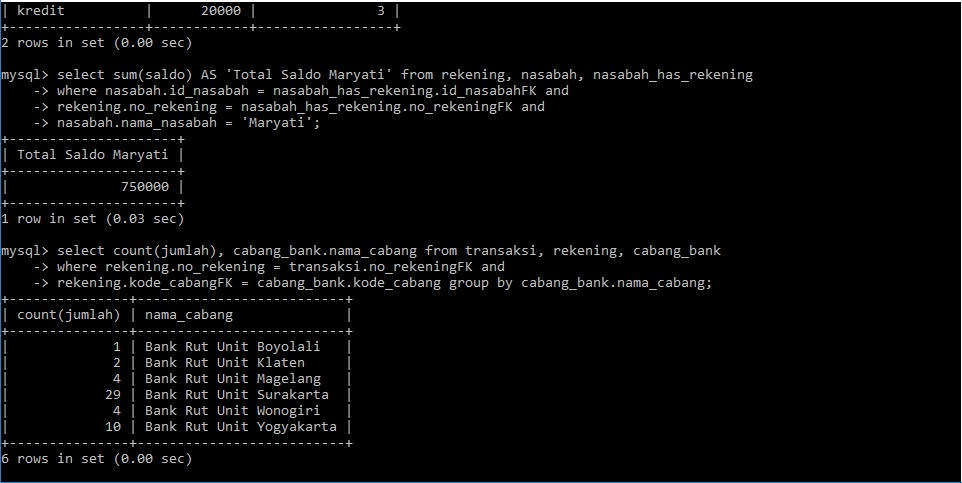 | kredit          |      20000 |               3 |
+-----------------+------------+-----------------+
2 rows in set (0.00 sec)
mysql> select sum(saldo) AS 'Total Saldo Maryati' from rekening, nasabah, nasabah_has_rekening
    -> where nasabah.id_nasabah = nasabah_has_rekening.id_nasabahFK and
    -> rekening.no_rekening = nasabah_has_rekening.no_rekeningFK and
    -> nasabah.nama_nasabah = 'Maryati';
+---------------------+
| Total Saldo Maryati |
+---------------------+
|              750000 |
+---------------------+
1 row in set (0.03 sec)
mysql> select count(jumlah), cabang_bank.nama_cabang from transaksi, rekening, cabang_bank
    -> where rekening.no_rekening = transaksi.no_rekeningFK and
    -> rekening.kode_cabangFK = cabang_bank.kode_cabang group by cabang_bank.nama_cabang;
+---------------+--------------------------+
| count(jumlah) | nama_cabang              |
+---------------+--------------------------+
|             1 | Bank Rut Unit Boyolali   |
|             2 | Bank Rut Unit Klaten     |
|             4 | Bank Rut Unit Magelang   |
|            29 | Bank Rut Unit Surakarta  |
|             4 | Bank Rut Unit Wonogiri   |
|            10 | Bank Rut Unit Yogyakarta |
+---------------+--------------------------+
6 rows in set (0.00 sec)